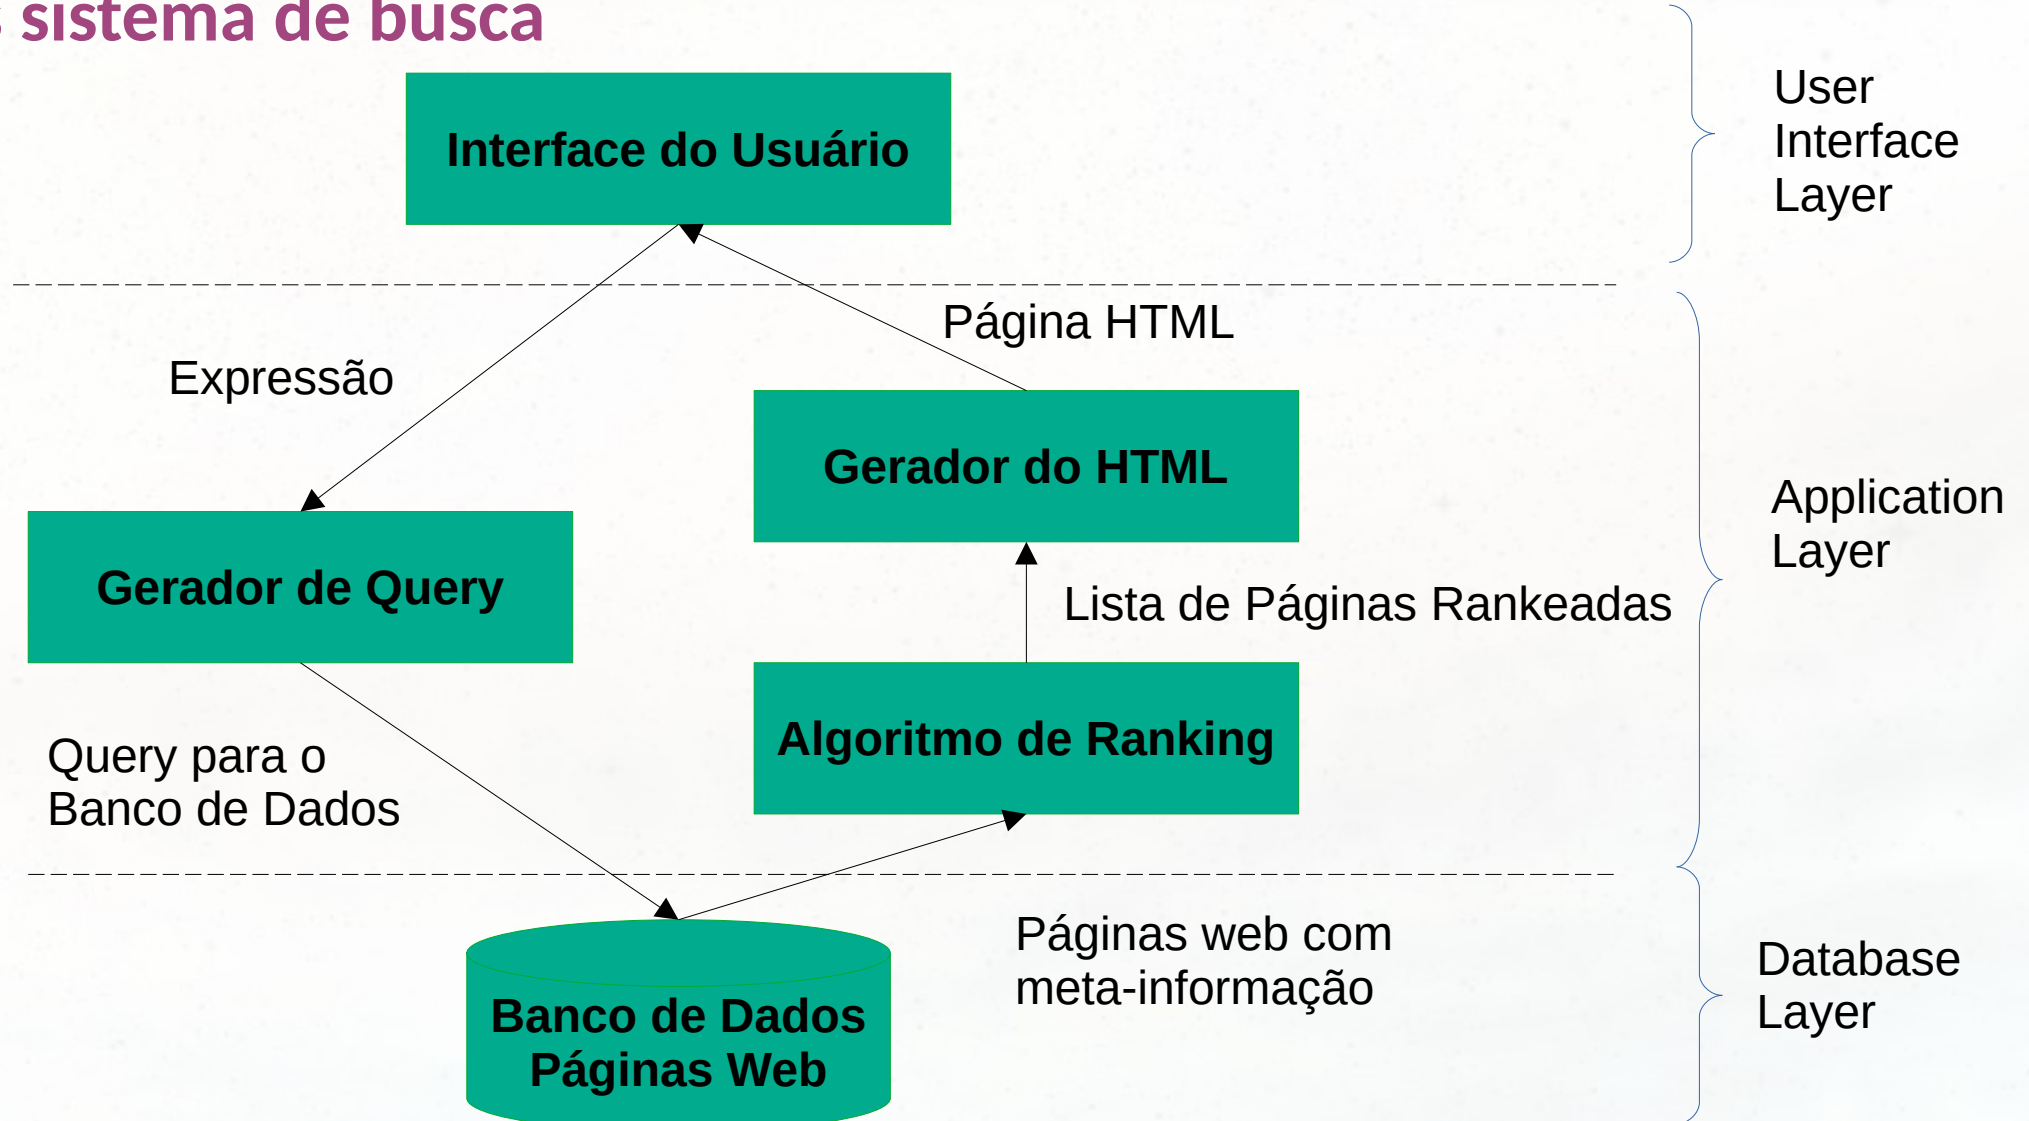 sistema de busca
Interface do Usuário
User
Interface
Layer
Página HTML
Expressão
Gerador do HTML
Application
Layer
Gerador de Query
Lista de Páginas Rankeadas
Algoritmo de Ranking
Query para o
Banco de Dados
Páginas web com
meta-informação
Database
Layer
Banco de Dados
Páginas Web